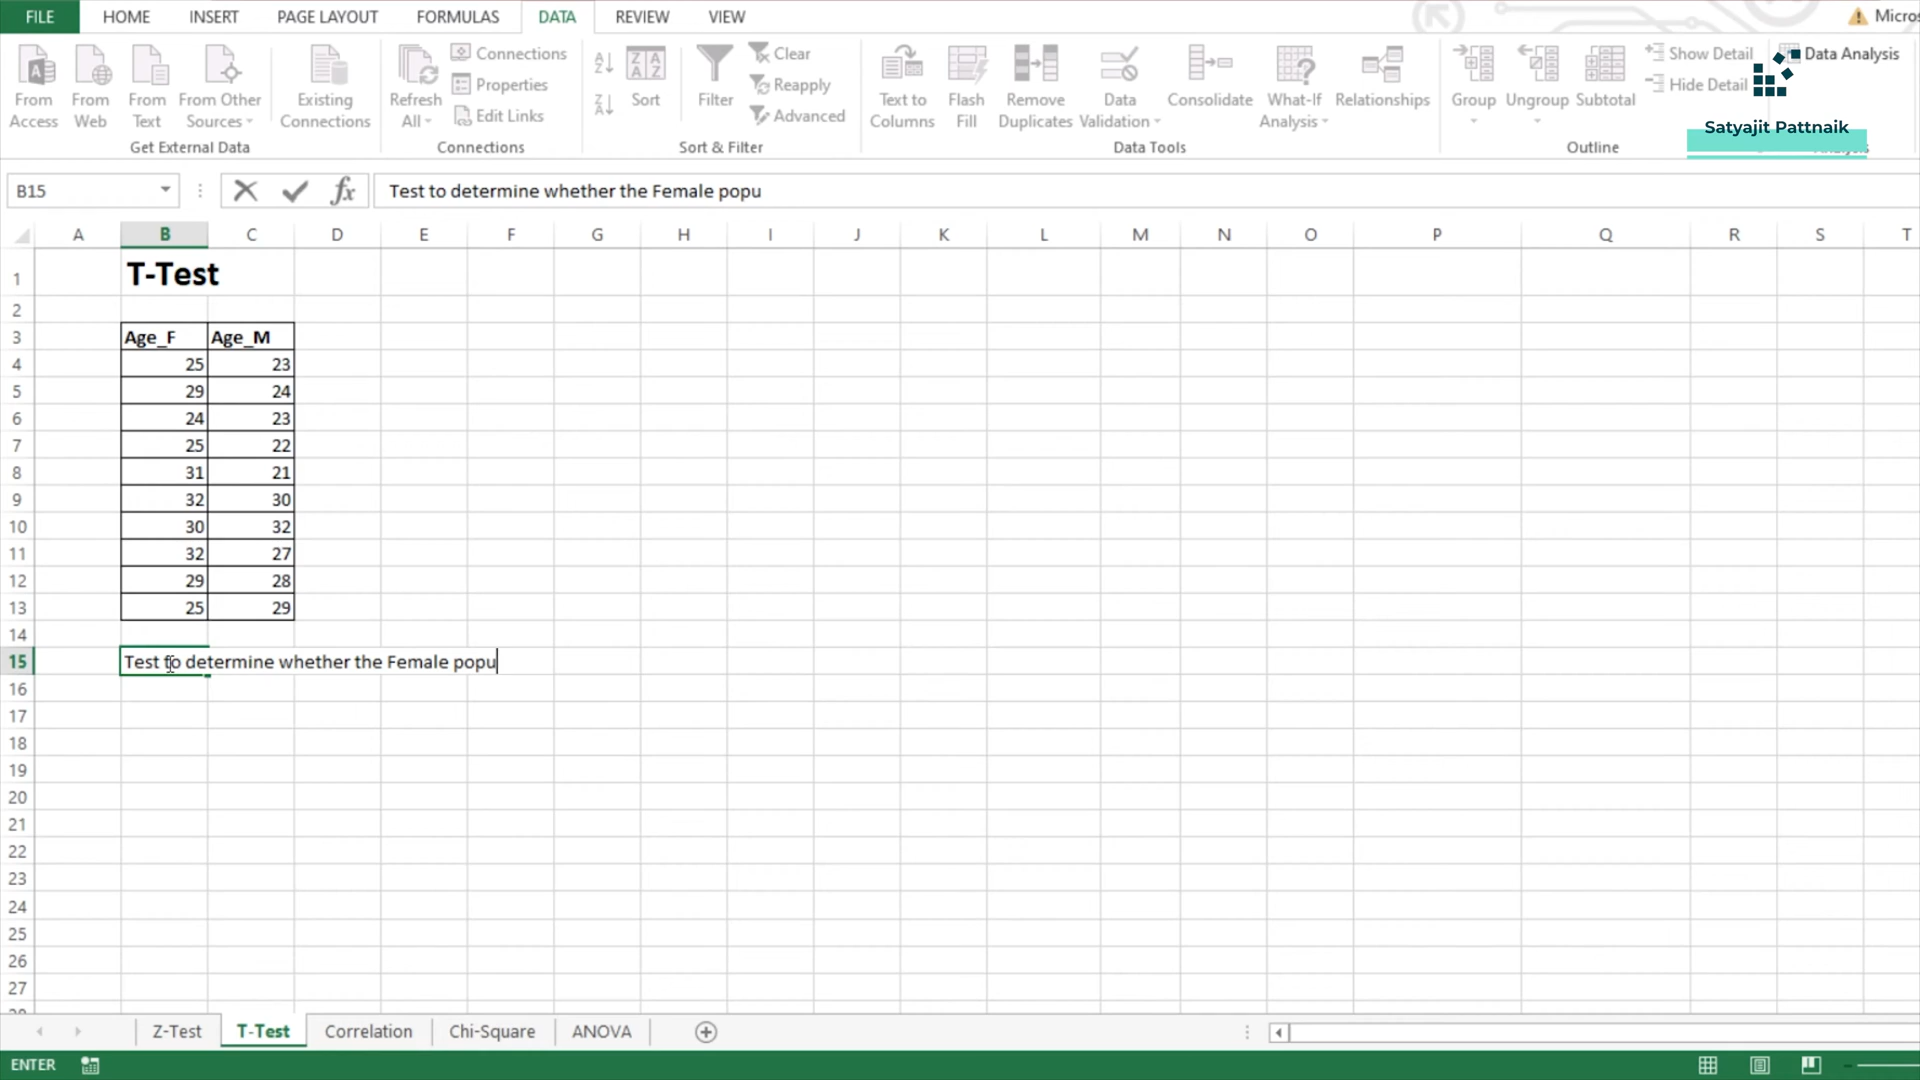 FILE HOME INSERT PAGE LAYOUT FORMULAS DATA REVIEW VIEW
From Access
From Web
From Text
From Other Sources
Get External Data
Existing Connections
Refresh All
Connections
Properties
Edit Links
Connections
Sort
Filter
Clear
Reapply
Advanced
Sort & Filter
Text to Columns
Flash Fill
Remove Duplicates
Data Validation
Consolidate
What-If Analysis
Relationships
Data Tools
Group
Ungroup
Subtotal
Show Detail
Hide Detail
Outline
Data Analysis
Satyajit Pattnaik
B15 fx Test to determine whether the Female popu
A B C D E F G H I J K L M N O P Q R S T
1 T-Test
2
3 Age_F Age_M
4 25 23
5 29 24
6 24 23
7 25 22
8 31 21
9 32 30
10 30 32
11 32 27
12 29 28
13 25 29
14
15 Test to determine whether the Female popu
16
17
18
19
20
21
22
23
24
25
26
27
Z-Test T-Test Correlation Chi-Square ANOVA
ENTER